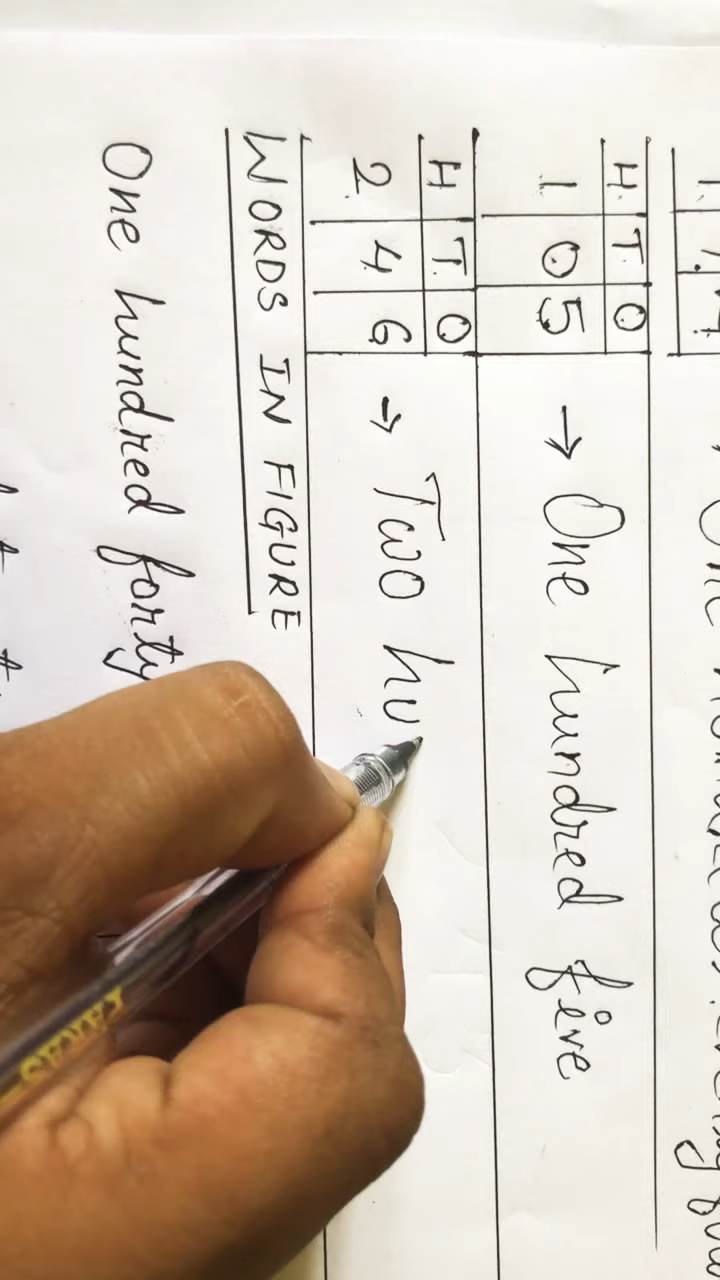 H. T. O
1 0 5 → One hundred five
H T. O
2 4 6 → Two hu
WORDS IN FIGURE
One hundred forty